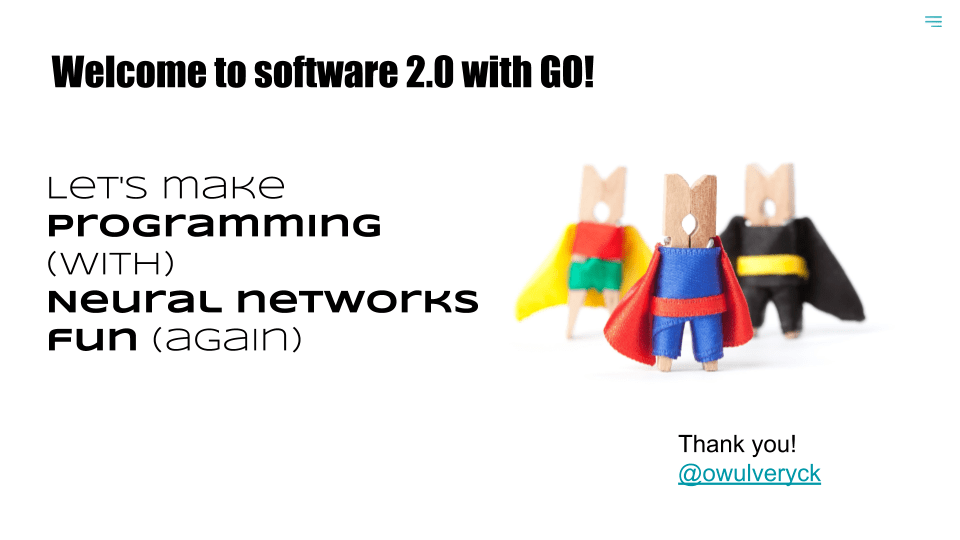 Welcome to software 2.0 with GO!
Let's make
Programming
(with)
Neural networks
Fun (again)
Thank you!
@owulveryck